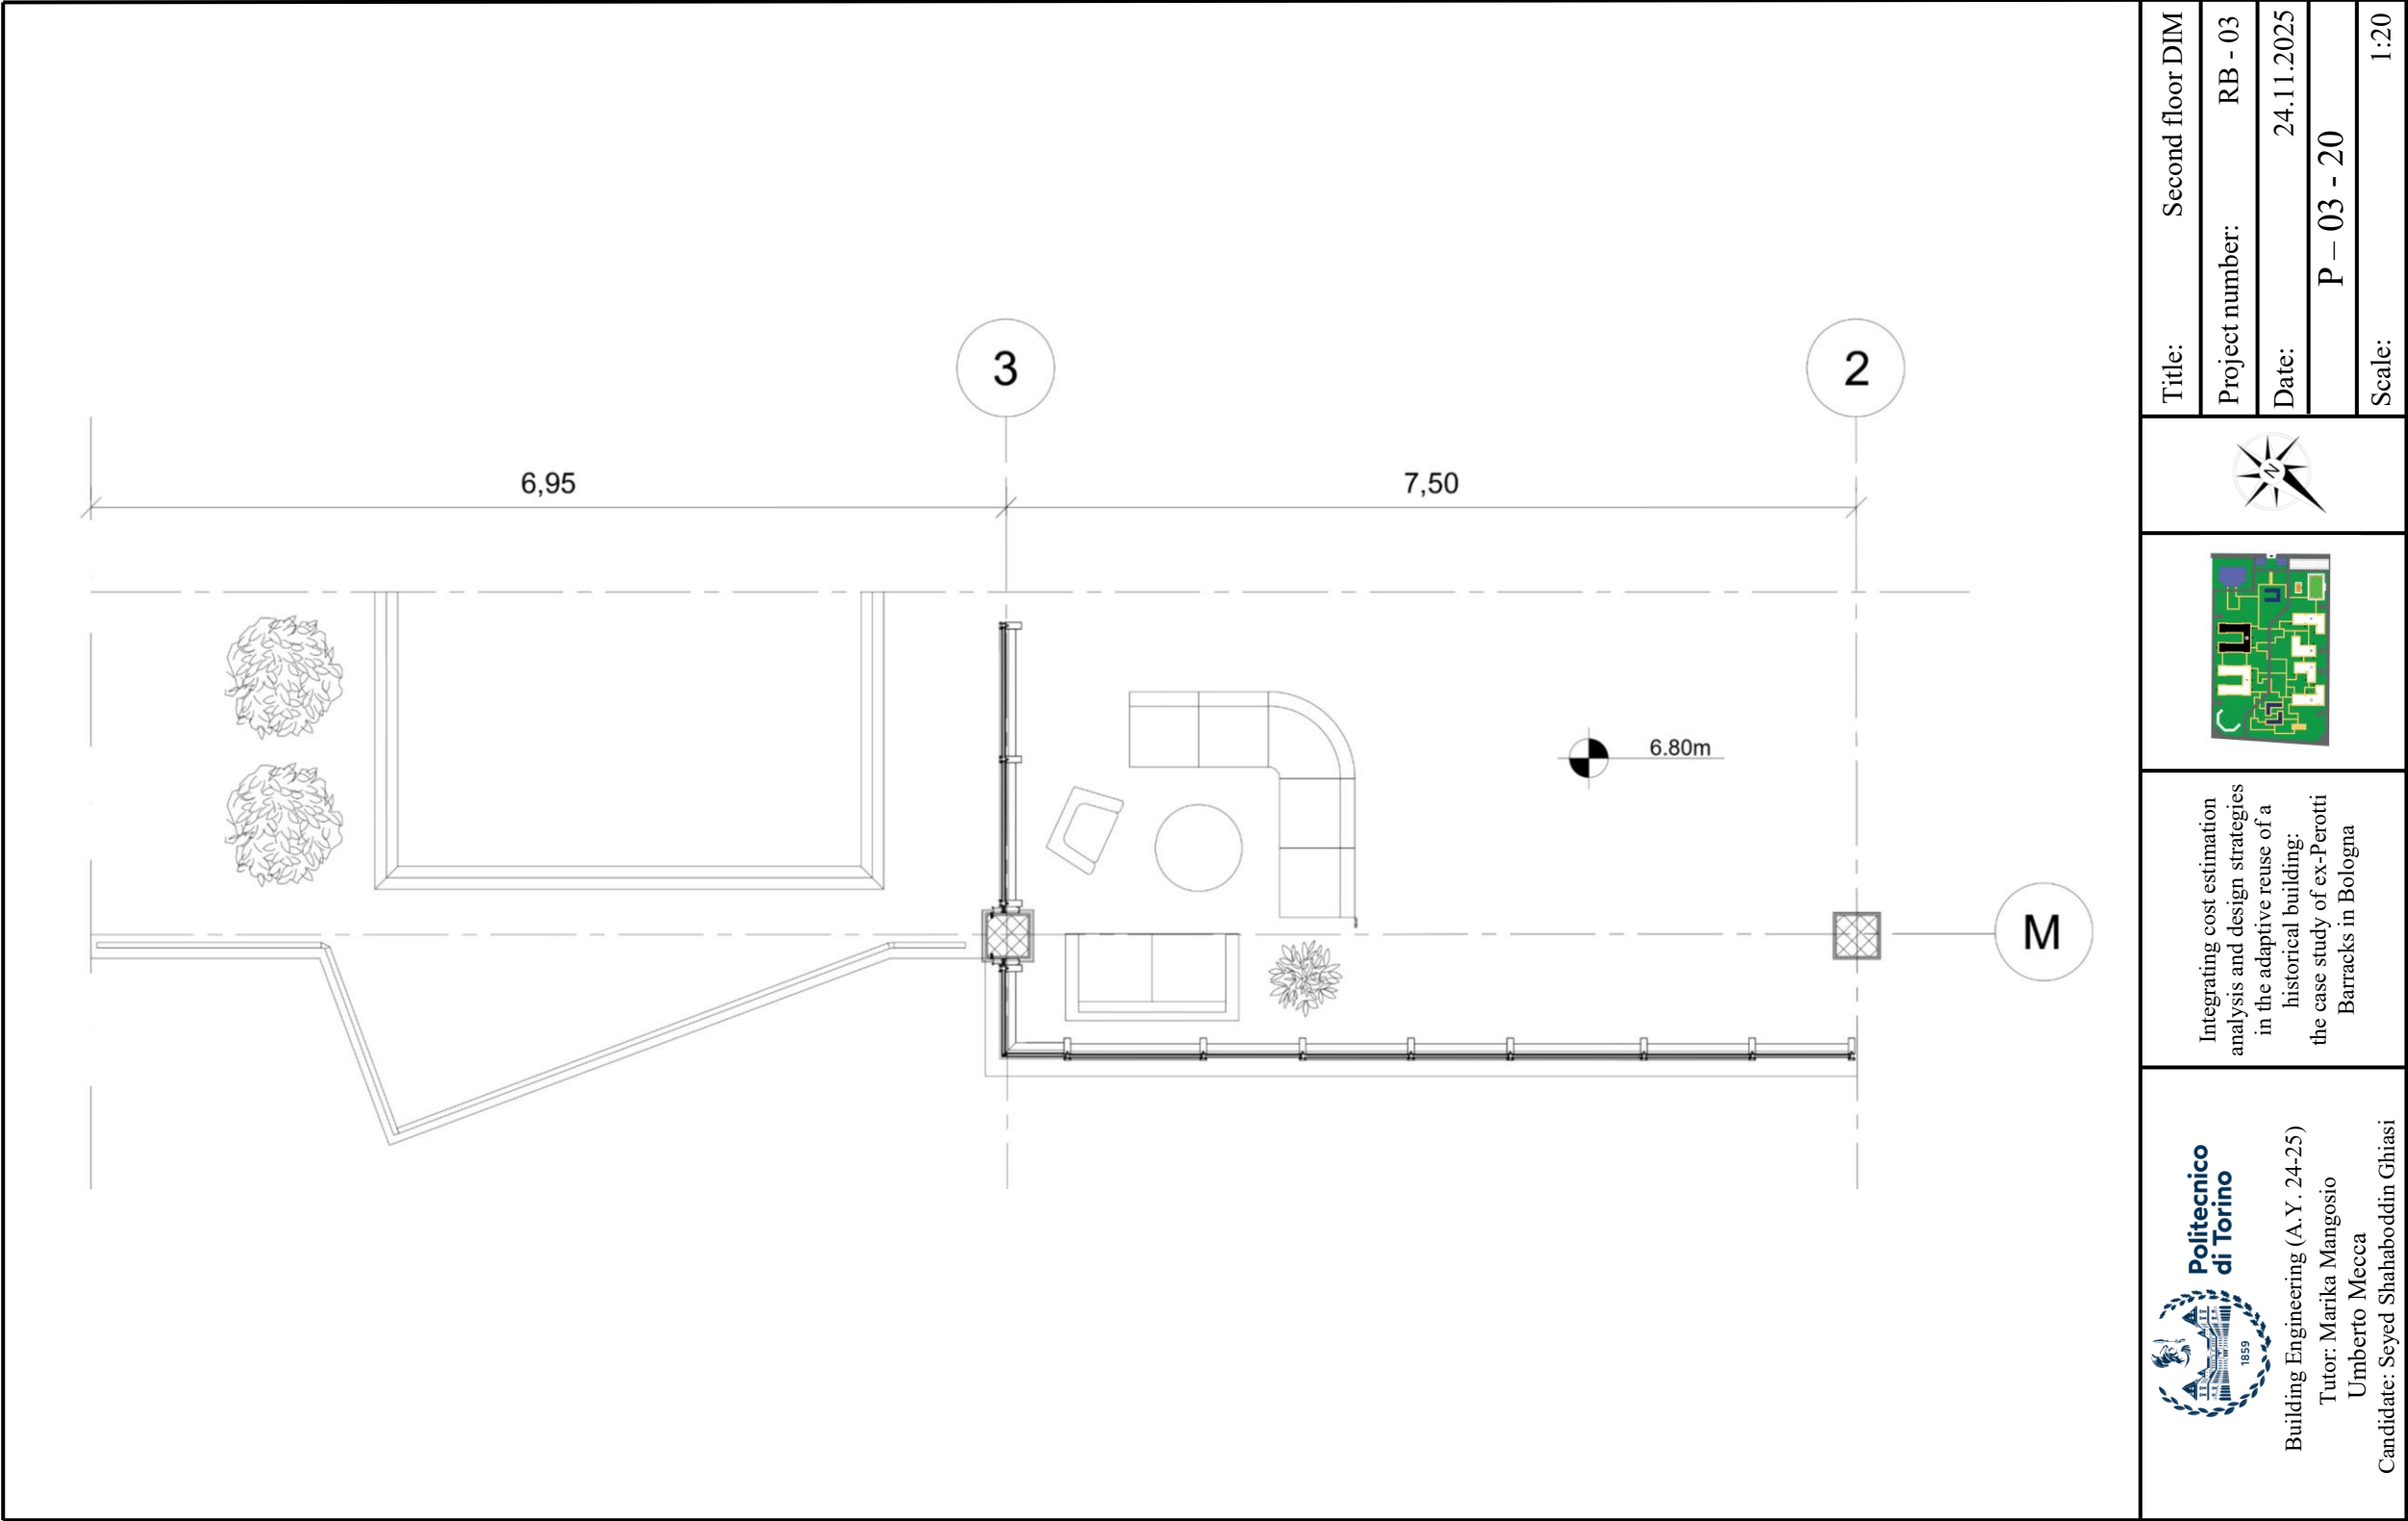 3
2
6,95
7,50
6.80m
M
Title: Second floor DIM
Project number: RB - 03
Date: 24.11.2025
P – 03 - 20
Scale: 1:20
N
Integrating cost estimation
analysis and design strategies
in the adaptive reuse of a
historical building:
the case study of ex-Perotti
Barracks in Bologna
1859
Politecnico
di Torino
Building Engineering (A.Y. 24-25)
Tutor: Marika Mangosio
Umberto Mecca
Candidate: Seyed Shahaboddin Ghiasi